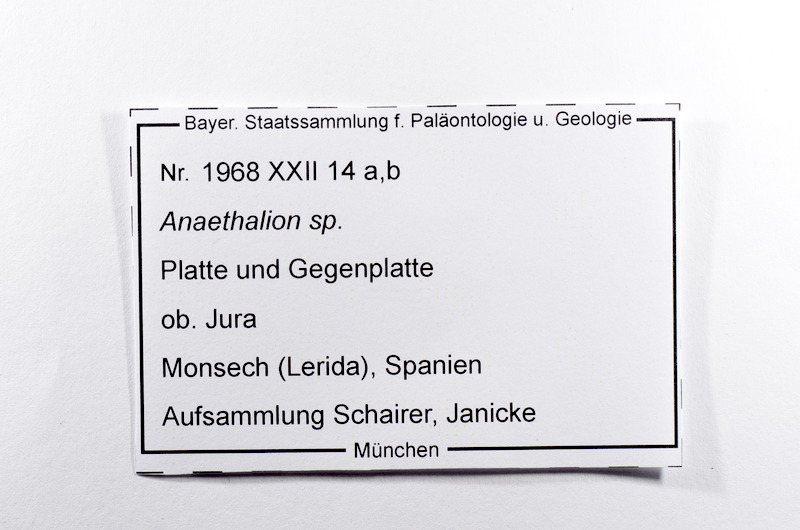 Bayer. Staatssammlung f. Paläontologie u. Geologie
Nr. 1968 XXII 14 a,b
Anaethalion sp.
Platte und Gegenplatte
ob. Jura
Monsech (Lerida), Spanien
Aufsammlung Schairer, Janicke
München